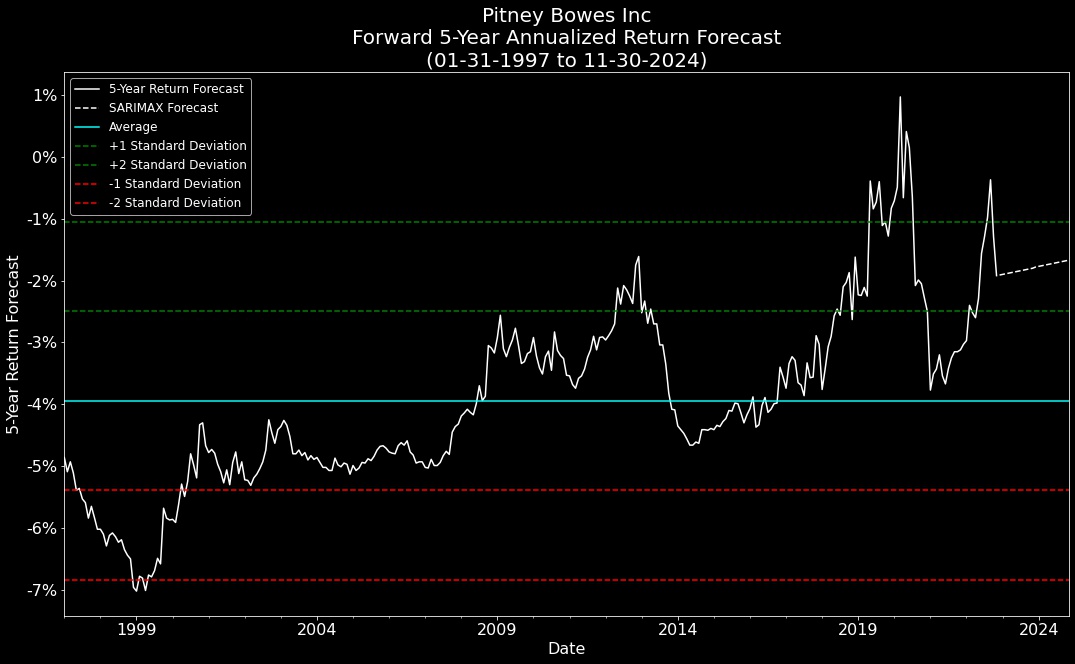 Pitney Bowes Inc
Forward 5-Year Annualized Return Forecast
(01-31-1997 to 11-30-2024)
5-Year Return Forecast
SARIMAX Forecast
Average
+1 Standard Deviation
+2 Standard Deviation
-1 Standard Deviation
-2 Standard Deviation
1%
0%
-1%
-2%
-3%
-4%
-5%
-6%
-7%
5-Year Return Forecast
1999
2004
2009
2014
2019
2024
Date